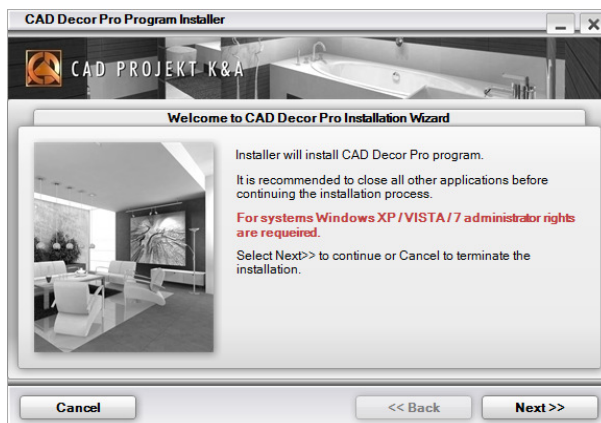 CAD Decor Pro Program Installer
CAD PROJEKT K&A
Welcome to CAD Decor Pro Installation Wizard
Installer will install CAD Decor Pro program.
It is recommended to close all other applications before
continuing the installation process.
For systems Windows XP/VISTA/7 administrator rights
are requeired.
Select Next>> to continue or Cancel to terminate the
installation.
Cancel
<< Back
Next >>